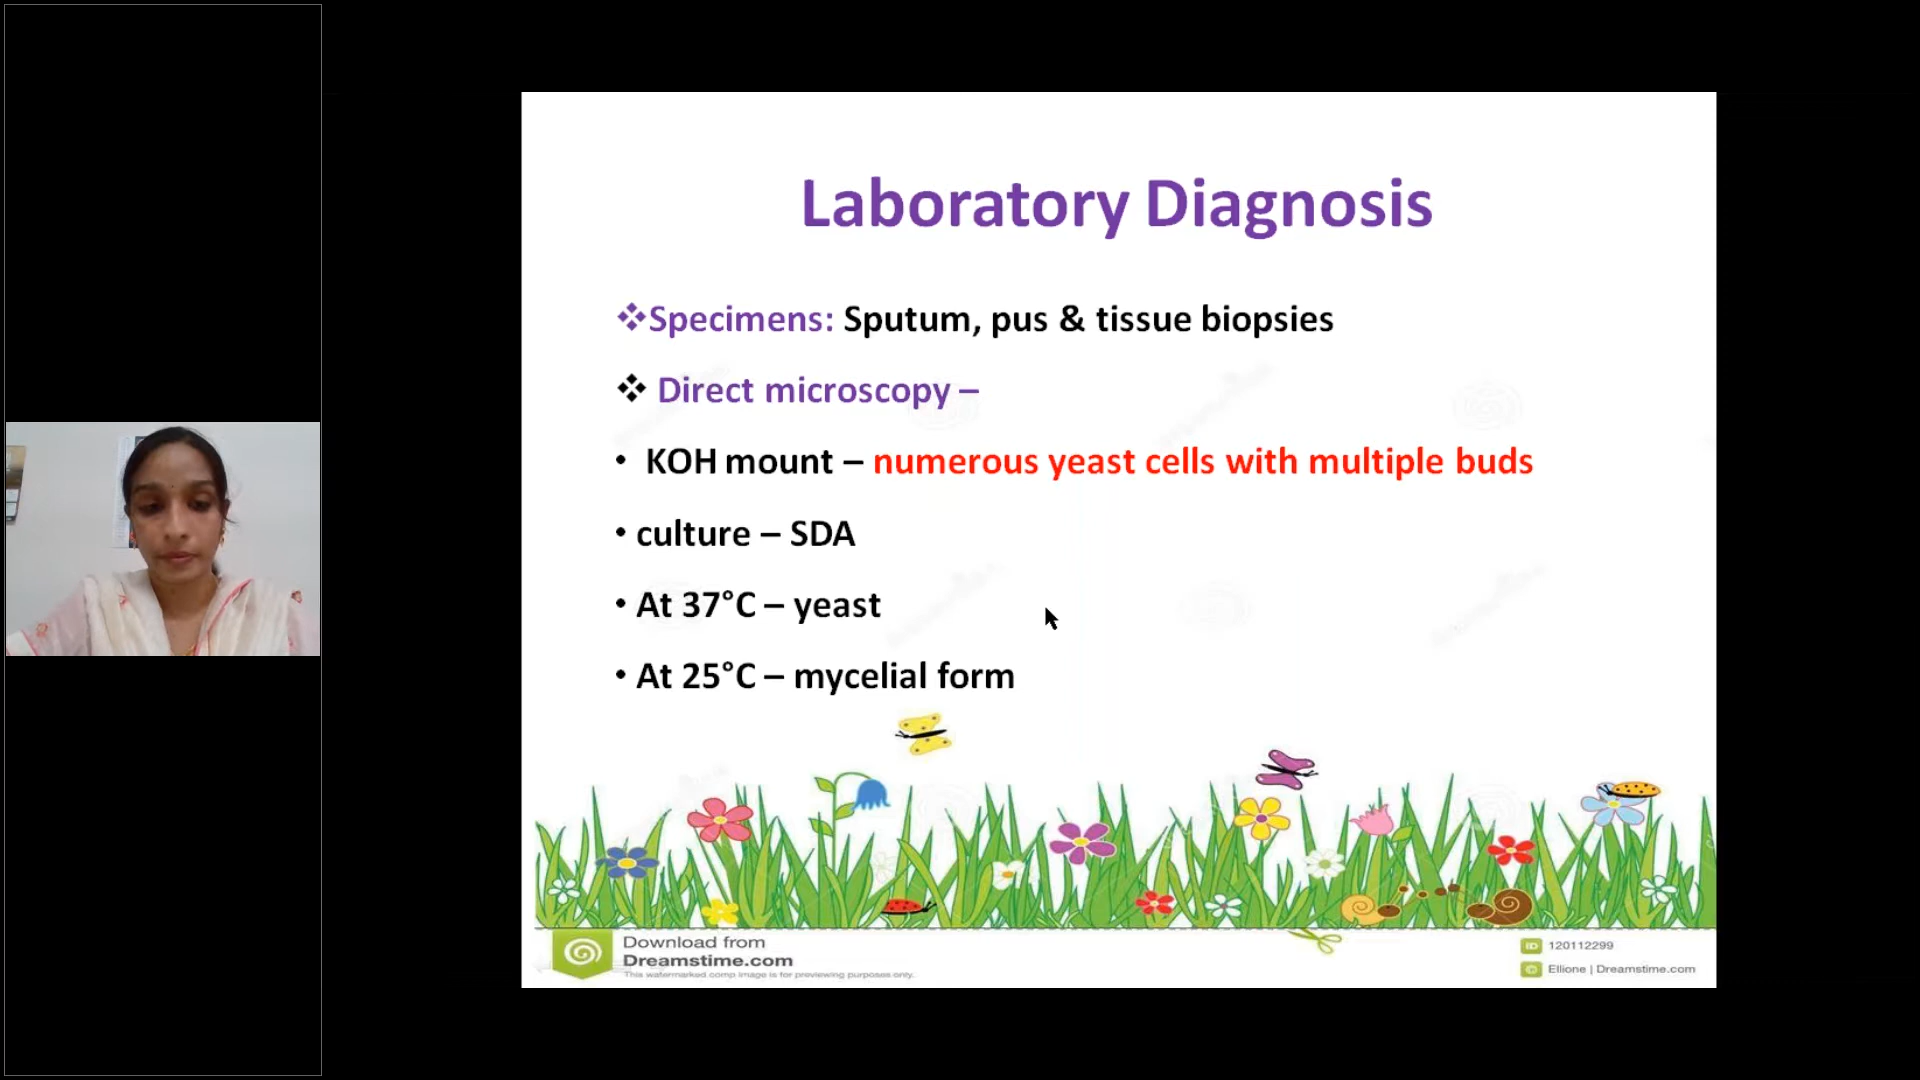 Laboratory Diagnosis
❖Specimens: Sputum, pus & tissue biopsies
❖ Direct microscopy –
• KOH mount – numerous yeast cells with multiple buds
• culture – SDA
• At 37°C – yeast
• At 25°C – mycelial form
Download from
Dreamstime.com
This watermarked comp image is for previewing purposes only.
ID 120112299
Ellione | Dreamstime.com